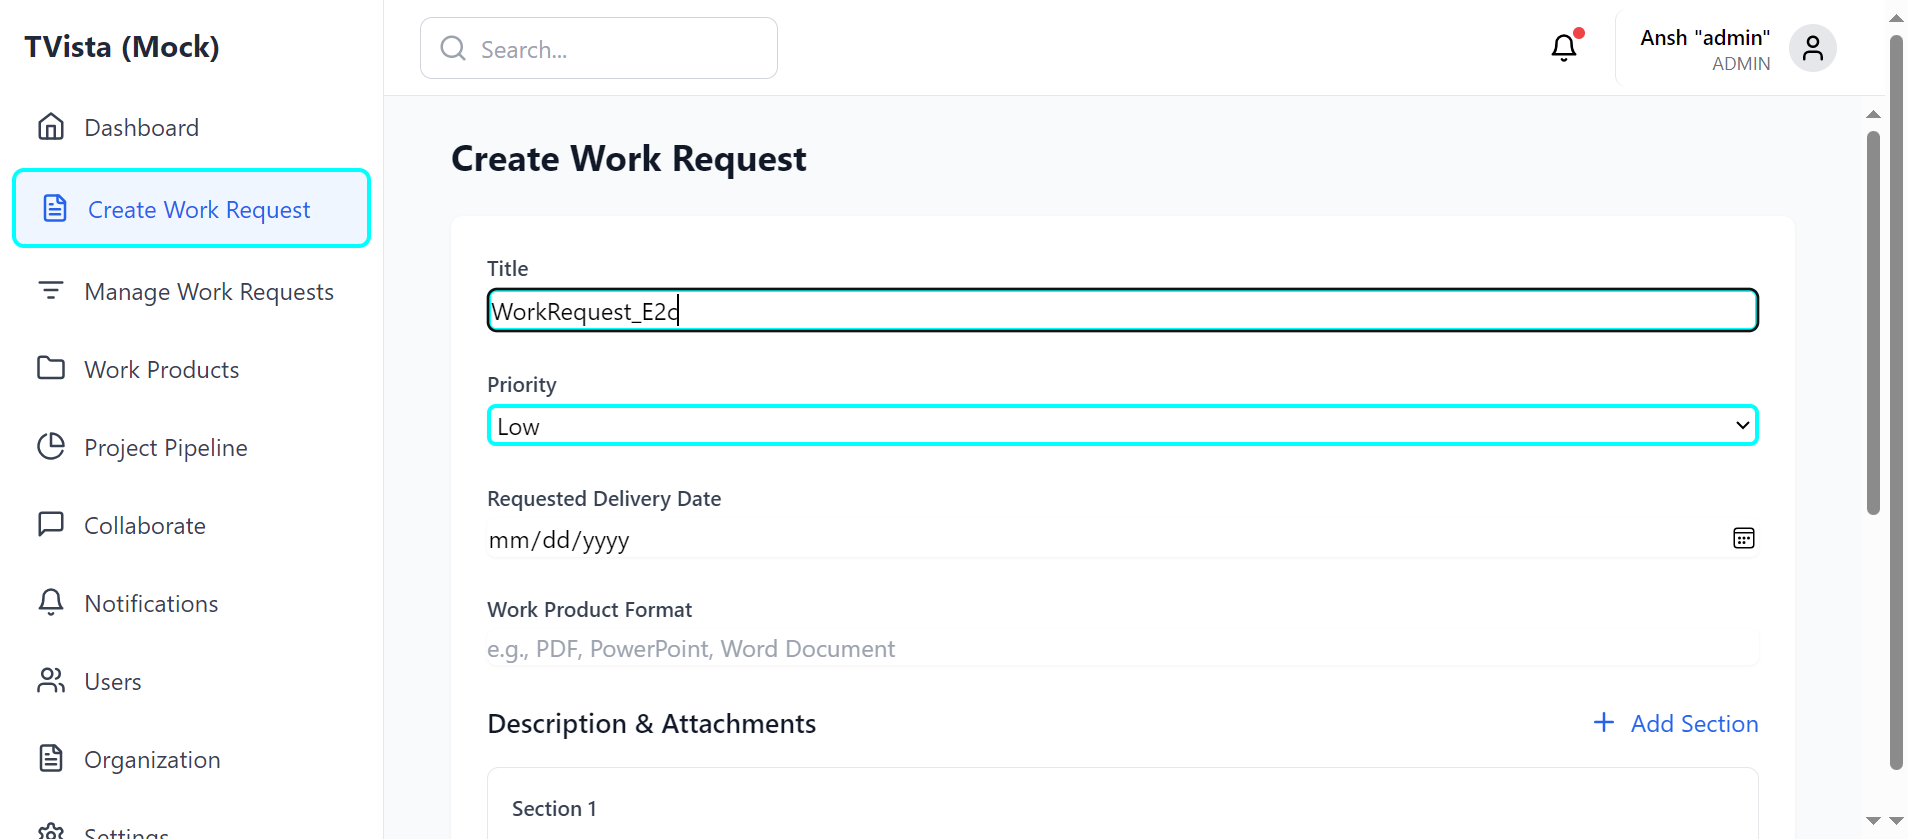 TVista (Mock)
Search...
Ansh "admin"
ADMIN
Dashboard
Create Work Request
Manage Work Requests
Work Products
Project Pipeline
Collaborate
Notifications
Users
Organization
Settings
Create Work Request
Title
WorkRequest_E2c
Priority
Low
Requested Delivery Date
mm/dd/yyyy
Work Product Format
e.g., PDF, PowerPoint, Word Document
Description & Attachments
Add Section
Section 1